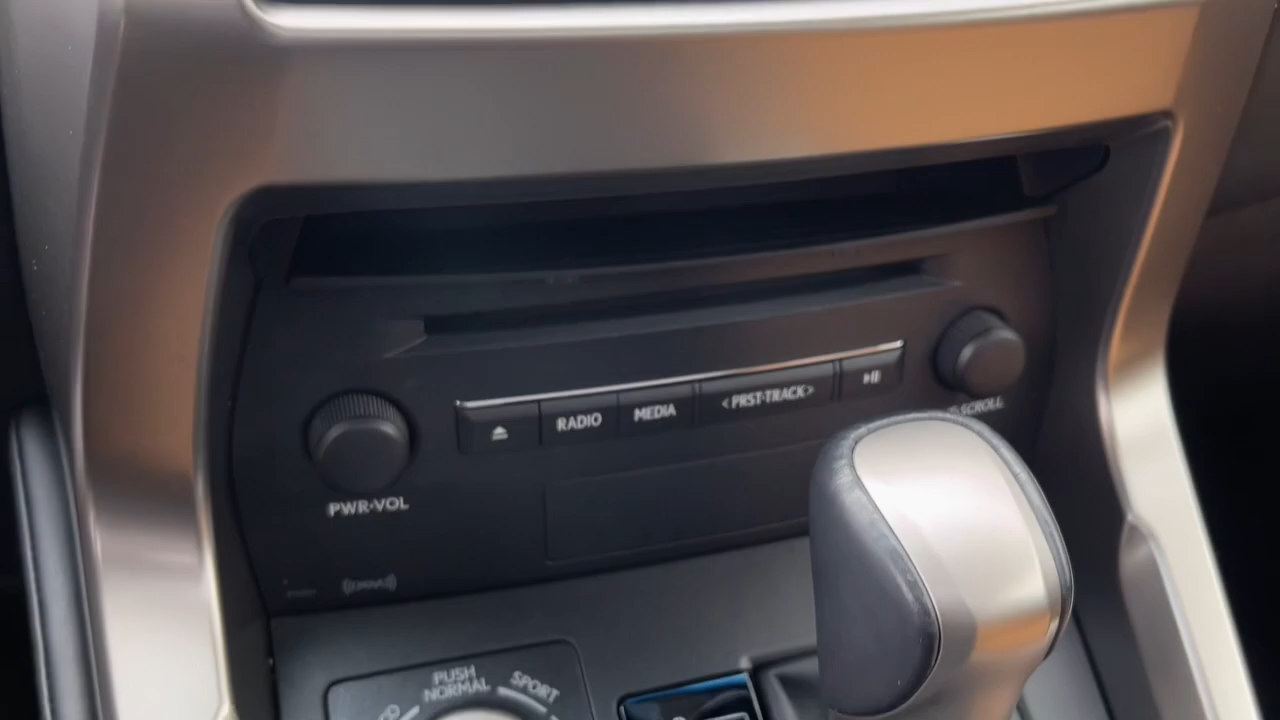 RADIO
MEDIA
<PRST·TRACK>
SCROLL
PWR·VOL
PUSH
NORMAL
SPORT